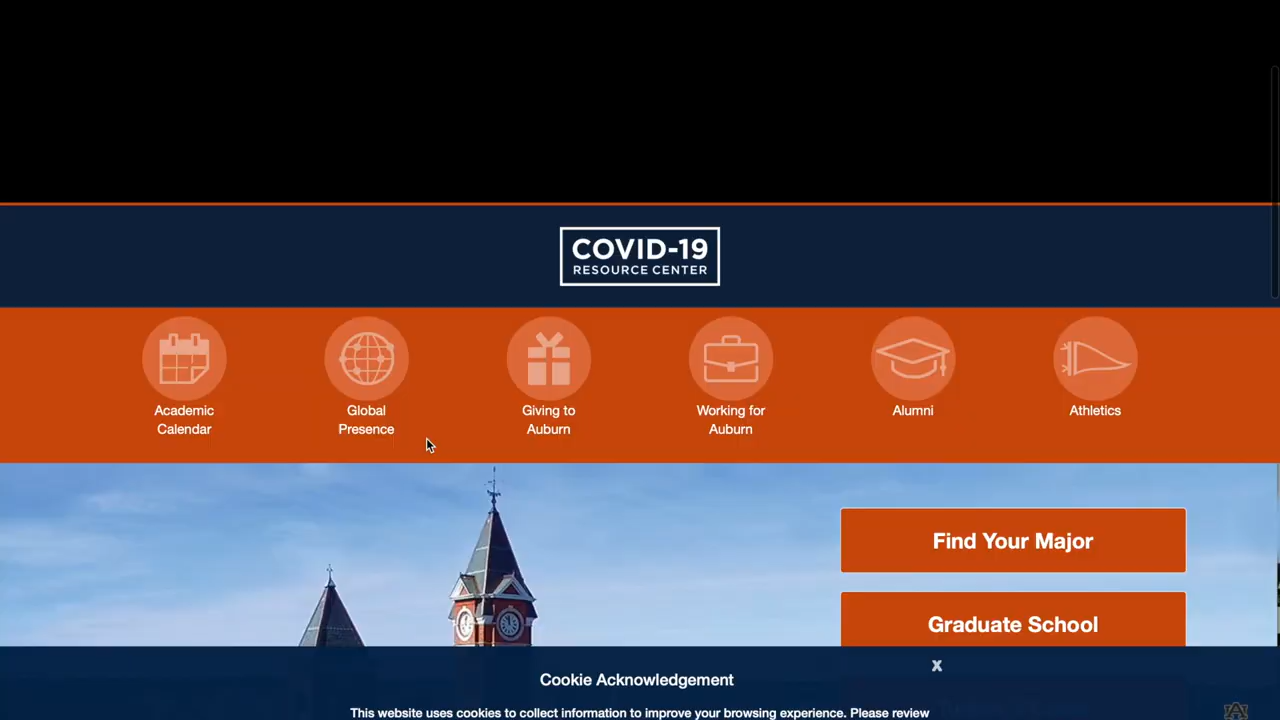 COVID-19
RESOURCE CENTER
Academic
Calendar
Global
Presence
Giving to
Auburn
Working for
Auburn
Alumni
Athletics
Find Your Major
Graduate School
X
Cookie Acknowledgement
This website uses cookies to collect information to improve your browsing experience. Please review
AU